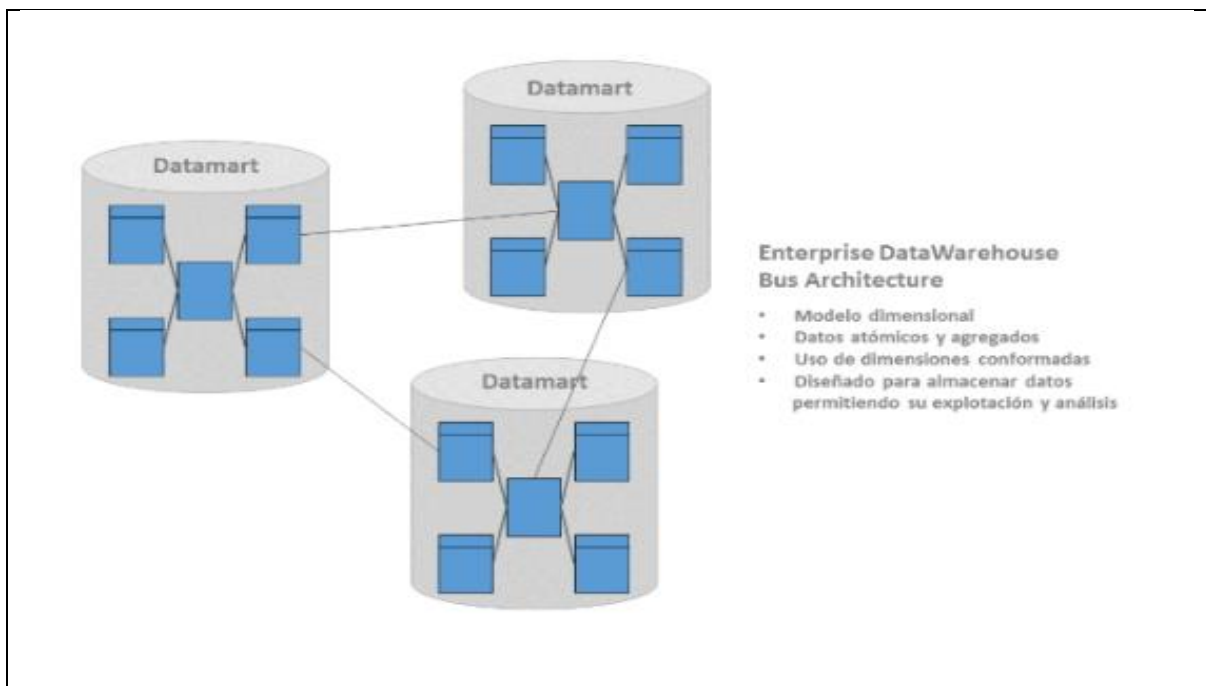 Datamart
Datamart
Datamart
Enterprise DataWarehouse
Bus Architecture
• Modelo dimensional
• Datos atómicos y agregados
• Uso de dimensiones conformadas
• Diseñado para almacenar datos
permitiendo su explotación y análisis